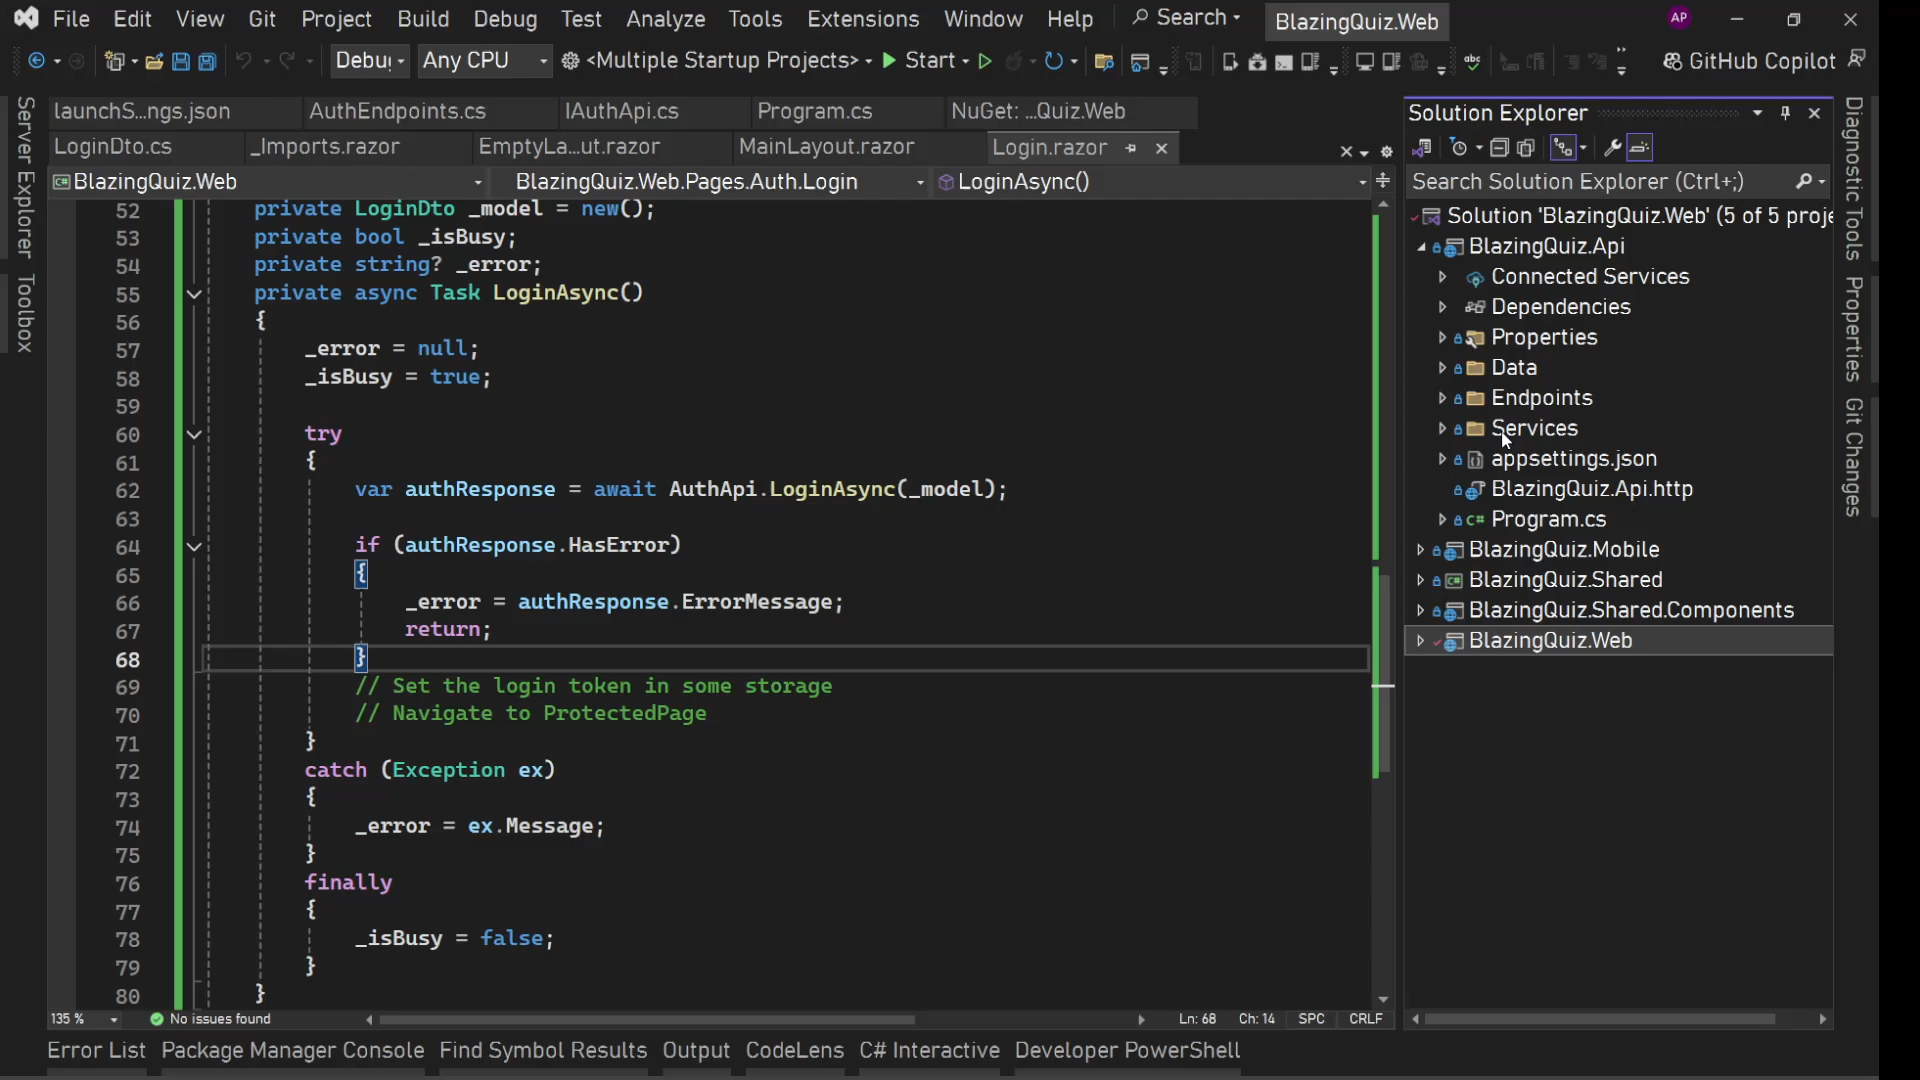 File Edit View Git Project Build Debug Test Analyze Tools Extensions Window Help Search BlazingQuiz.Web AP
Debu Any CPU <Multiple Startup Projects> Start GitHub Copilot
Server Explorer
Toolbox
launchS...ngs.json AuthEndpoints.cs IAuthApi.cs Program.cs NuGet: ...Quiz.Web
LoginDto.cs _Imports.razor EmptyLa...ut.razor MainLayout.razor Login.razor
BlazingQuiz.Web BlazingQuiz.Web.Pages.Auth.Login LoginAsync()
52 private LoginDto _model = new();
53 private bool _isBusy;
54 private string? _error;
55 private async Task LoginAsync()
56 {
57 _error = null;
58 _isBusy = true;
59
60 try
61 {
62 var authResponse = await AuthApi.LoginAsync(_model);
63
64 if (authResponse.HasError)
65 {
66 _error = authResponse.ErrorMessage;
67 return;
68 }
69 // Set the login token in some storage
70 // Navigate to ProtectedPage
71 }
72 catch (Exception ex)
73 {
74 _error = ex.Message;
75 }
76 finally
77 {
78 _isBusy = false;
79 }
80 }
135 % No issues found Ln: 68 Ch: 14 SPC CRLF
Solution Explorer
Search Solution Explorer (Ctrl+;)
Solution 'BlazingQuiz.Web' (5 of 5 proje
BlazingQuiz.Api
Connected Services
Dependencies
Properties
Data
Endpoints
Services
appsettings.json
BlazingQuiz.Api.http
C# Program.cs
BlazingQuiz.Mobile
C# BlazingQuiz.Shared
BlazingQuiz.Shared.Components
BlazingQuiz.Web
Diagnostic Tools
Properties
Git Changes
Error List Package Manager Console Find Symbol Results Output CodeLens C# Interactive Developer PowerShell